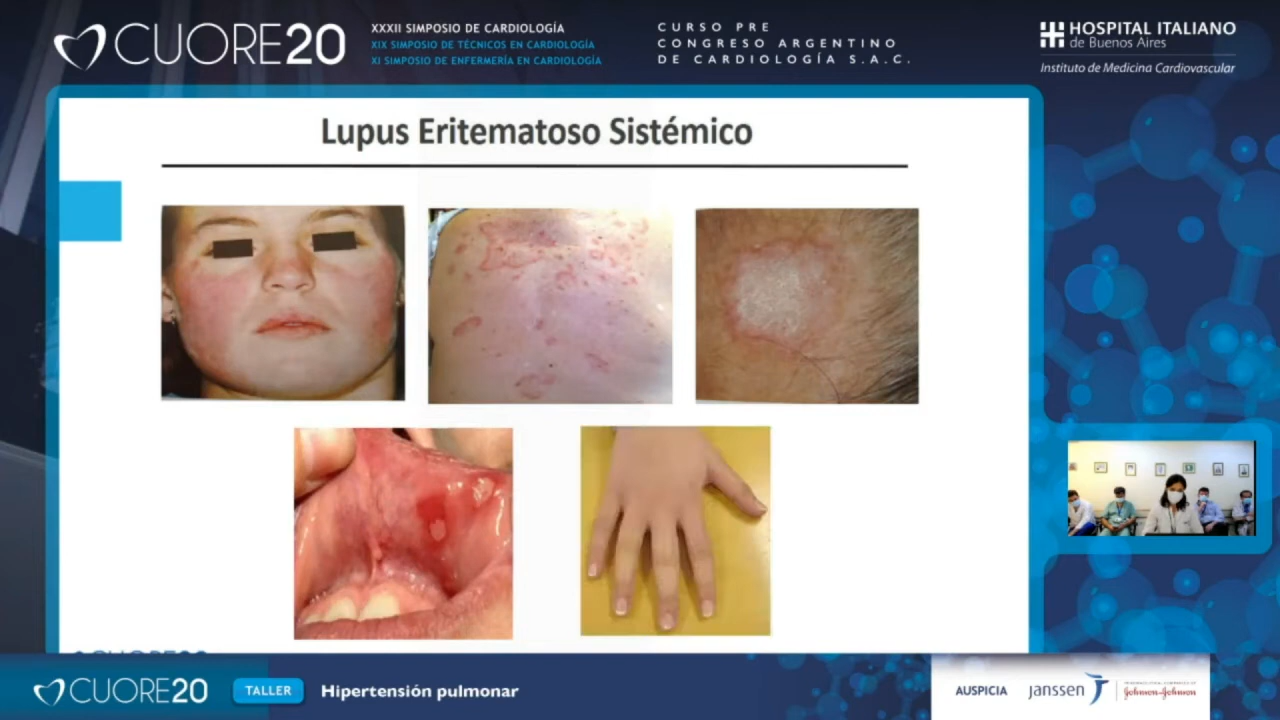 CUORE20
XXXII SIMPOSIO DE CARDIOLOGÍA
XIX SIMPOSIO DE TÉCNICOS EN CARDIOLOGÍA
XI SIMPOSIO DE ENFERMERÍA EN CARDIOLOGÍA
CURSO PRE
CONGRESO ARGENTINO
DE CARDIOLOGÍA S.A.C.
HOSPITAL ITALIANO
de Buenos Aires
Instituto de Medicina Cardiovascular
Lupus Eritematoso Sistémico
CUORE20
TALLER
Hipertensión pulmonar
AUSPICIA
janssen
Johnson & Johnson